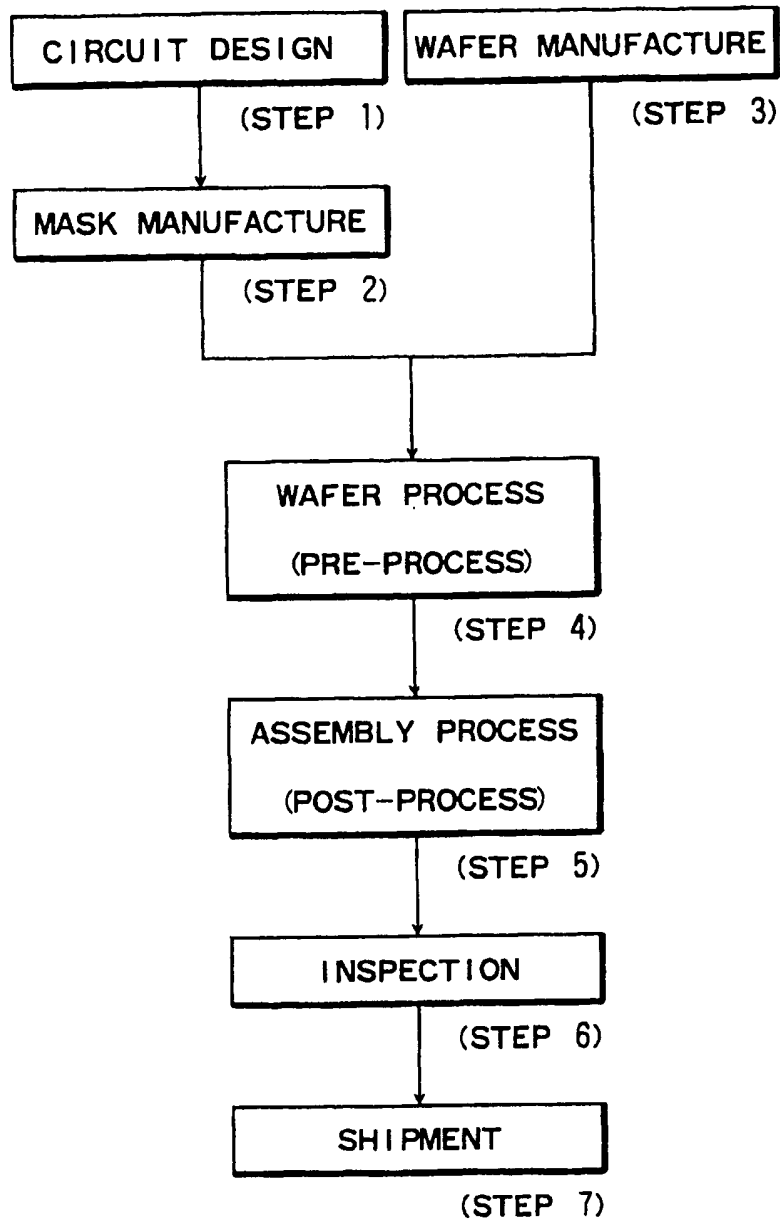 CIRCUIT DESIGN
(STEP 1)
WAFER MANUFACTURE
(STEP 3)
MASK MANUFACTURE
(STEP 2)
WAFER PROCESS
(PRE-PROCESS)
(STEP 4)
ASSEMBLY PROCESS
(POST-PROCESS)
(STEP 5)
INSPECTION
(STEP 6)
SHIPMENT
(STEP 7)